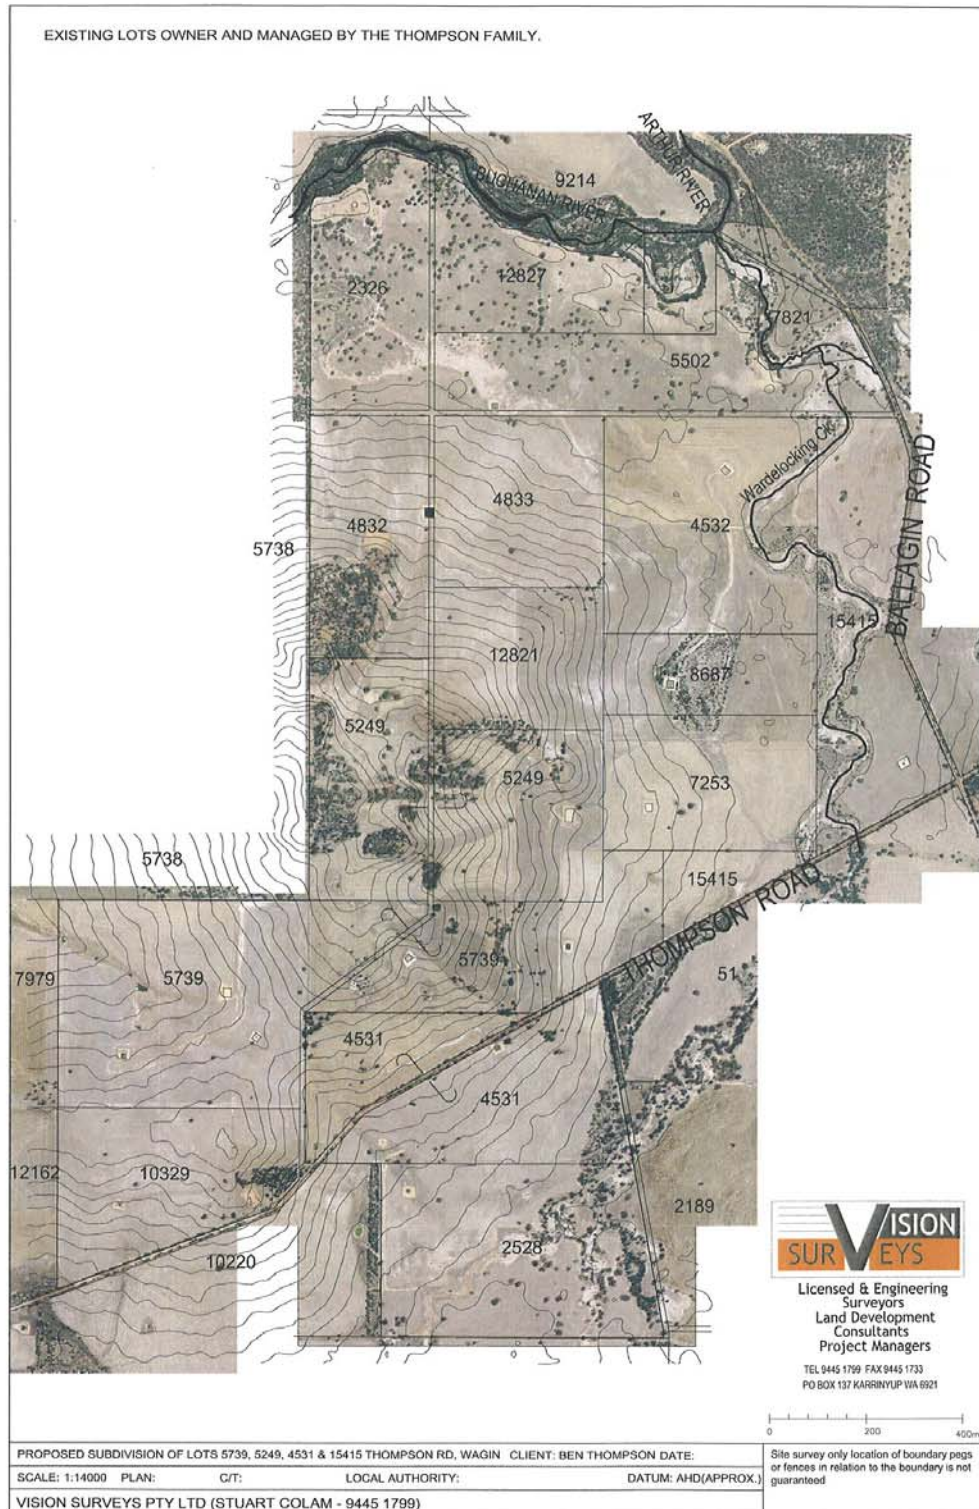 EXISTING LOTS OWNER AND MANAGED BY THE THOMPSON FAMILY.
ARTHUR RIVER
BUCHANAN RIVER
9214
2326
12827
7821
5502
Wardelocking Ck
BALLAGIN ROAD
4833
4832
4532
5738
15415
12821
8687
5249
5249
7253
5738
15415
THOMPSON ROAD
7979
5739
5739
51
4531
4531
12162
10329
2189
10220
2528
VISION
SURVEYS
Licensed & Engineering
Surveyors
Land Development
Consultants
Project Managers
TEL 9445 1799 FAX 9445 1733
PO BOX 137 KARRINYUP WA 6921
0 200 400m
PROPOSED SUBDIVISION OF LOTS 5739, 5249, 4531 & 15415 THOMPSON RD, WAGIN CLIENT: BEN THOMPSON DATE:
SCALE: 1:14000 PLAN: C/T: LOCAL AUTHORITY: DATUM: AHD(APPROX.)
VISION SURVEYS PTY LTD (STUART COLAM - 9445 1799)
Site survey only location of boundary pegs
or fences in relation to the boundary is not
guaranteed